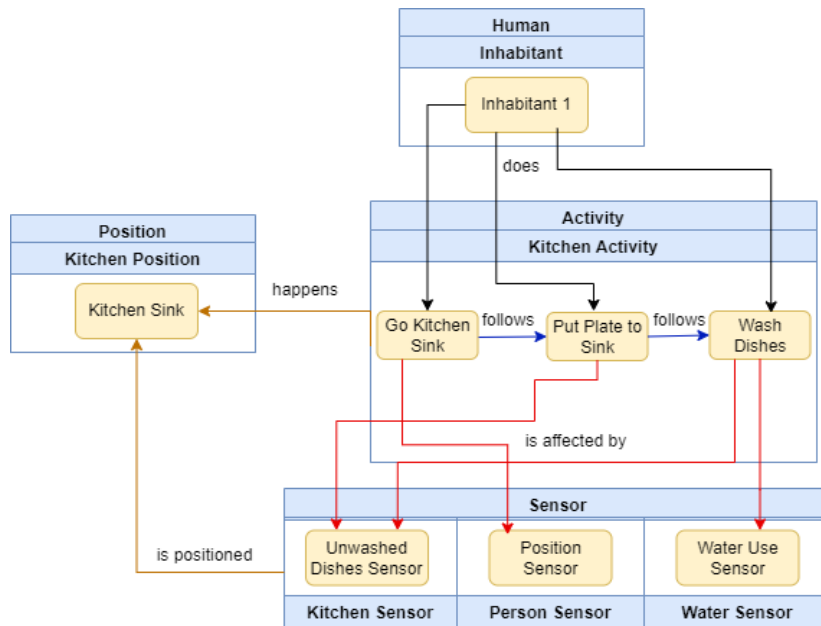 Human
Inhabitant
Inhabitant 1
does
Position
Kitchen Position
Kitchen Sink
Activity
Kitchen Activity
happens
Go Kitchen
Sink
follows
Put Plate to
Sink
follows
Wash
Dishes
is affected by
is positioned
Sensor
Unwashed
Dishes Sensor
Position
Sensor
Water Use
Sensor
Kitchen Sensor
Person Sensor
Water Sensor